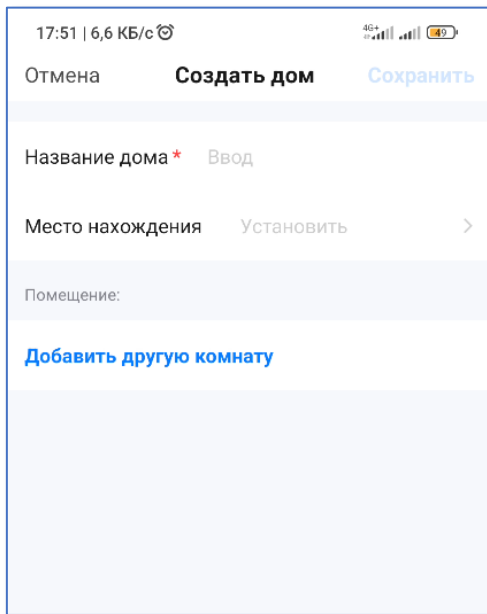 17:51 | 6,6 КБ/с
4G+ 49
Отмена Создать дом Сохранить
Название дома * Ввод
Место нахождения Установить
Помещение:
Добавить другую комнату